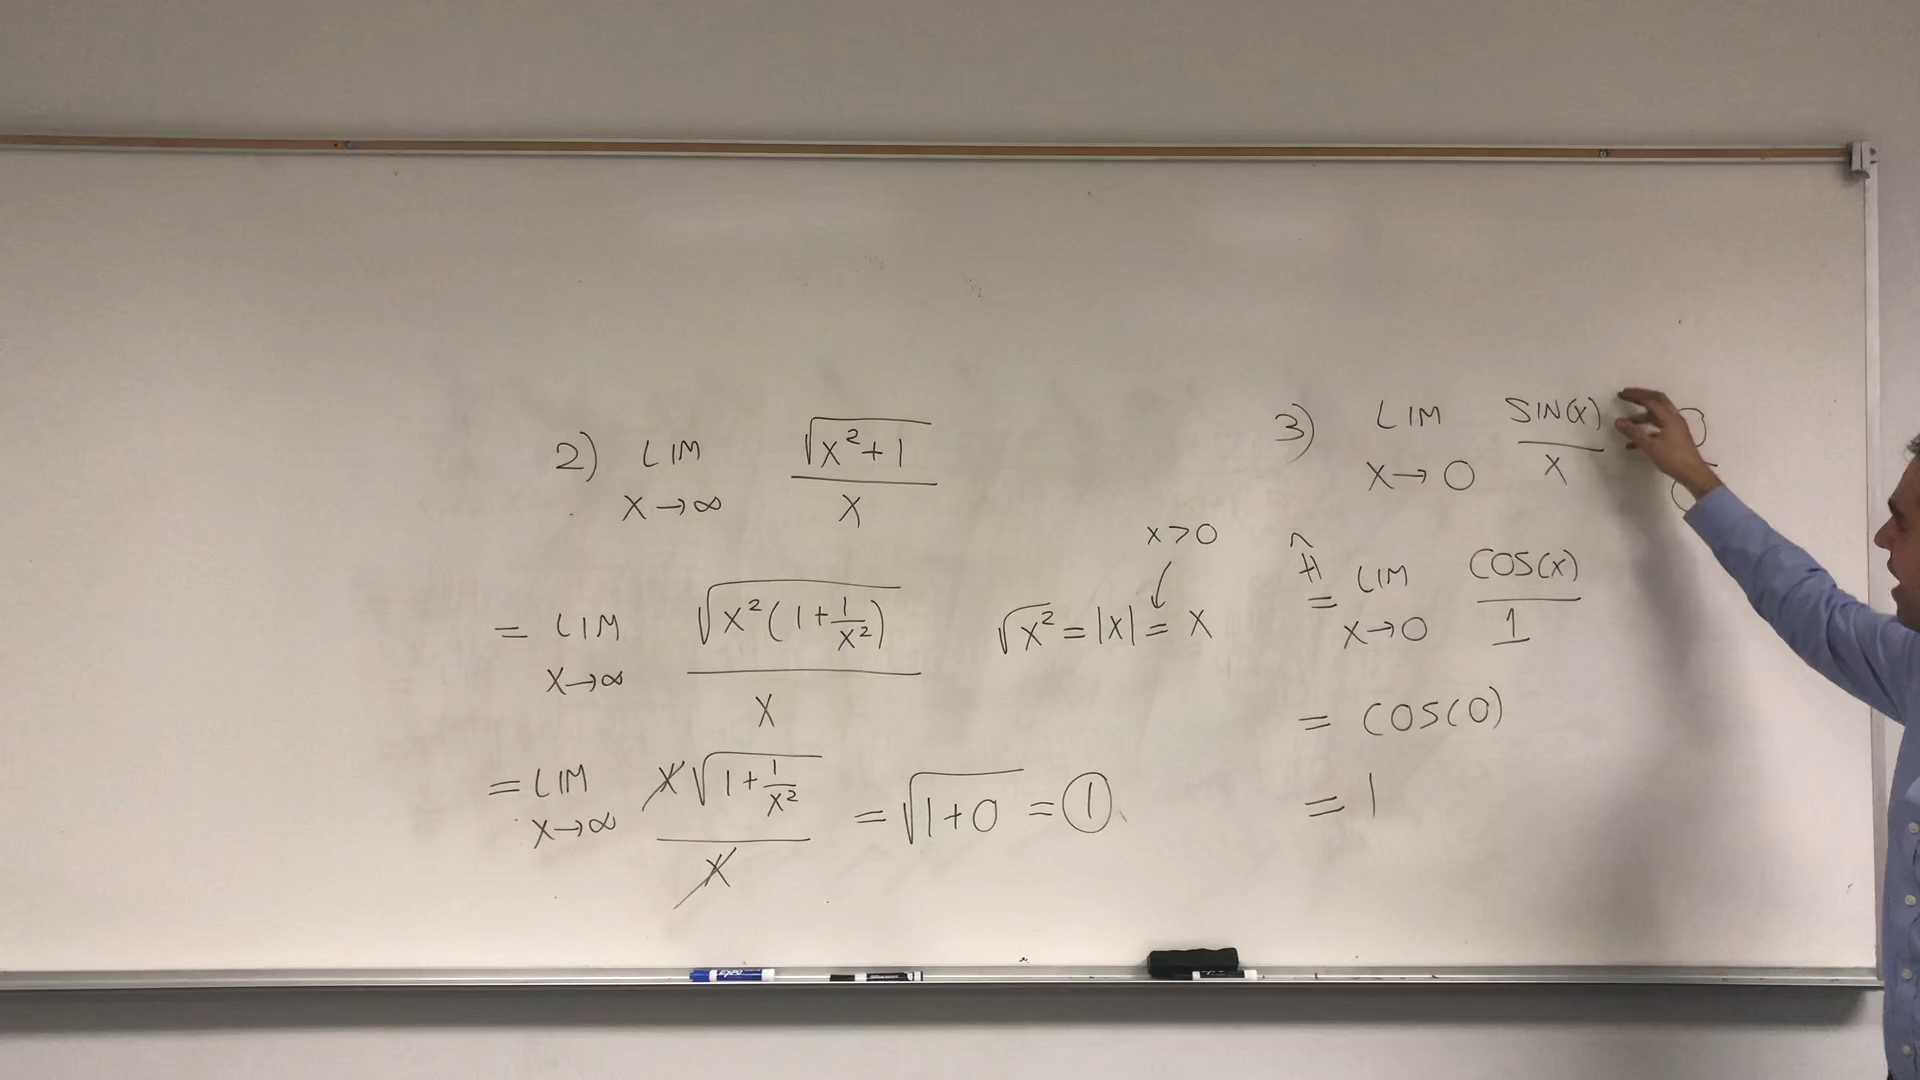 2) LIM x→∞ √(x²+1) / x
= LIM x→∞ √(x²(1+1/x²)) / x
√x² = |x| = x
x>0
= LIM x→∞ x√(1+1/x²) / x = √(1+0) = 1
3) LIM x→0 SIN(x) / x
Ĥ = LIM x→0 COS(x) / 1
= COS(0)
= 1
EXPO